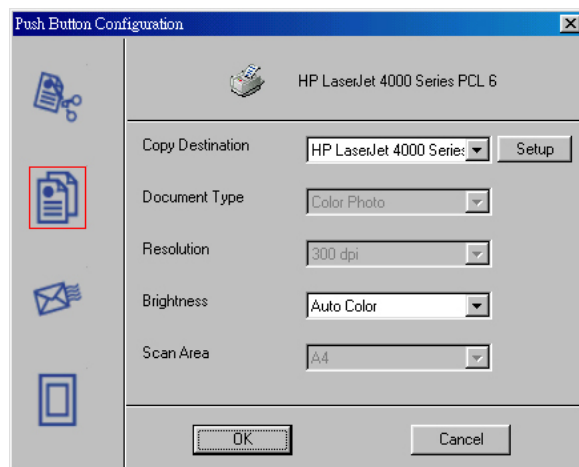 Push Button Configuration
HP LaserJet 4000 Series PCL 6
Copy Destination HP LaserJet 4000 Series Setup
Document Type Color Photo
Resolution 300 dpi
Brightness Auto Color
Scan Area A4
OK Cancel